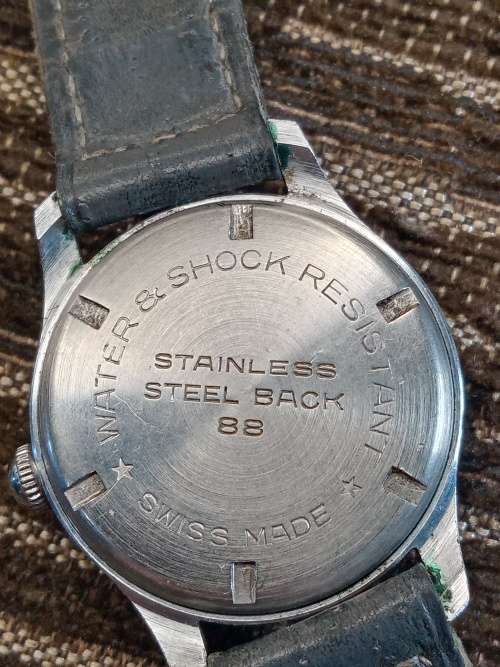 WATER & SHOCK RESISTANT
STAINLESS
STEEL BACK
88
★ SWISS MADE ★